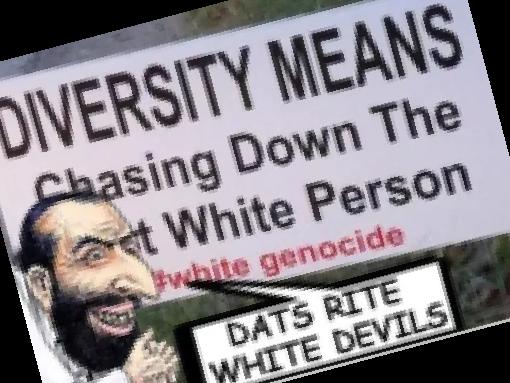 DIVERSITY MEANS
Chasing Down The
White Person
#white genocide
DATS RITE
WHITE DEVILS